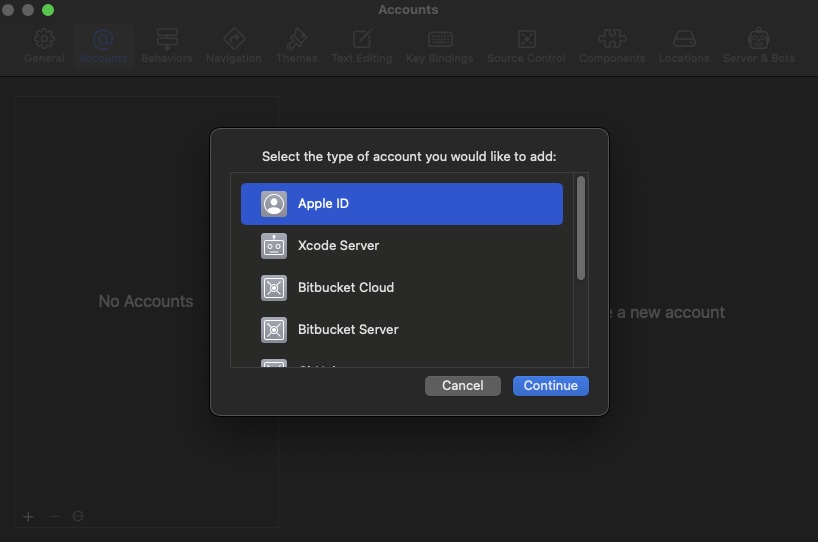 Accounts
General
Accounts
Behaviors
Navigation
Themes
Text Editing
Key Bindings
Source Control
Components
Locations
Server & Bots
Select the type of account you would like to add:
Apple ID
Xcode Server
Bitbucket Cloud
Bitbucket Server
No Accounts
a new account
Cancel
Continue